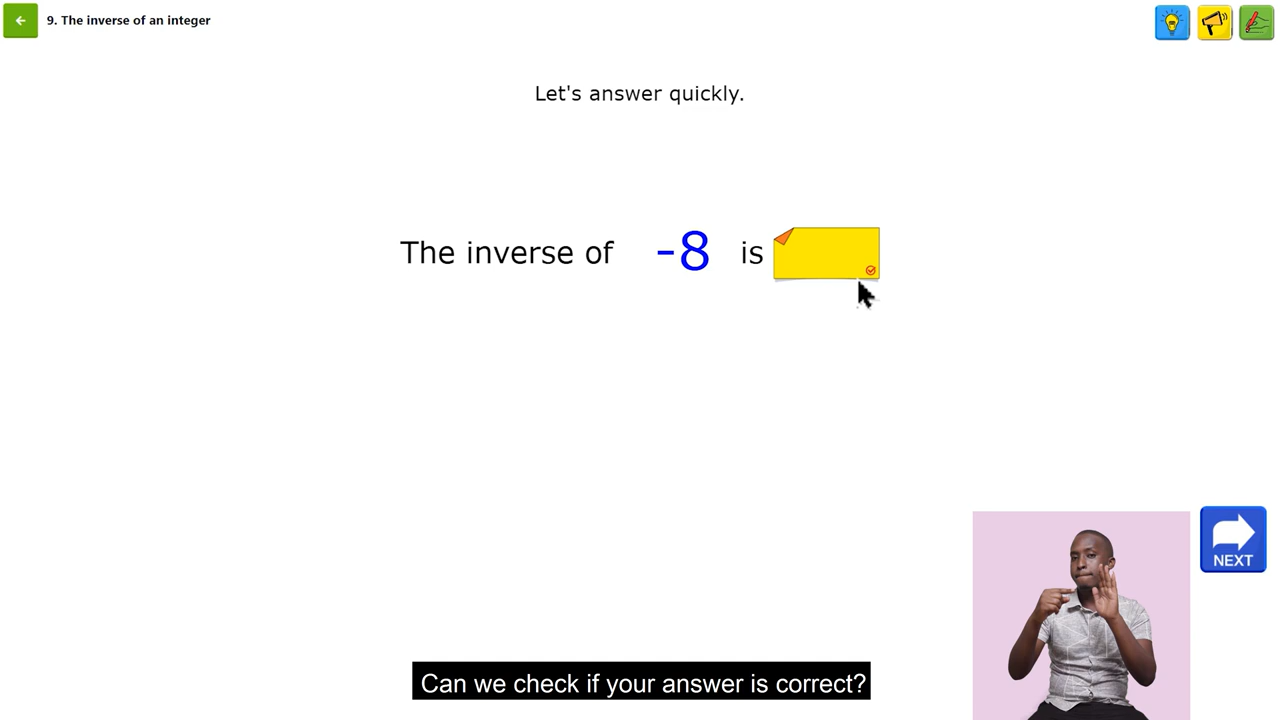 9. The inverse of an integer
Let's answer quickly.
The inverse of -8 is
NEXT
Can we check if your answer is correct?